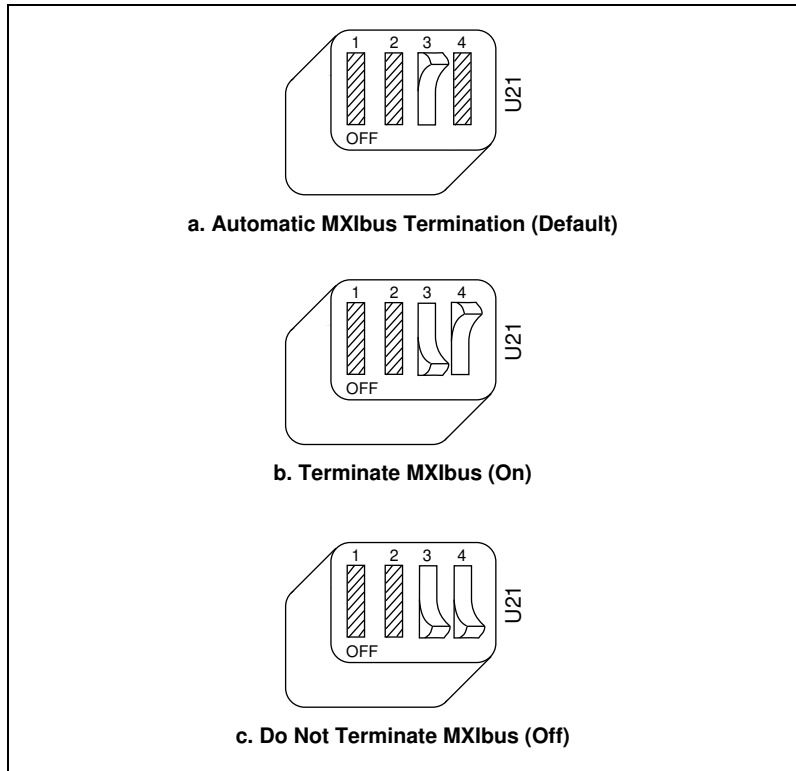 1 2 3 4
OFF
U21
a. Automatic MXIbus Termination (Default)
1 2 3 4
OFF
U21
b. Terminate MXIbus (On)
1 2 3 4
OFF
U21
c. Do Not Terminate MXIbus (Off)